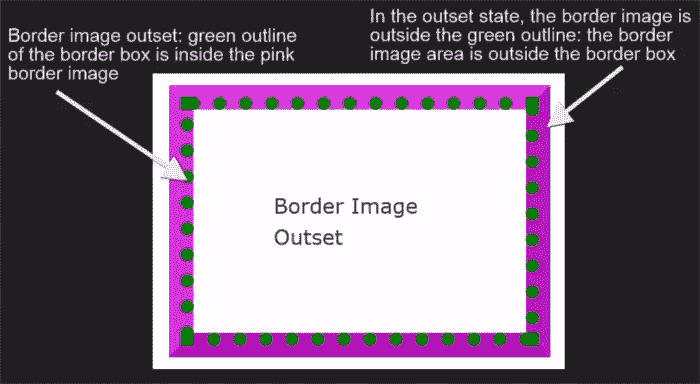 Border image outset: green outline
of the border box is inside the pink
border image
In the outset state, the border image is
outside the green outline: the border
image area is outside the border box
Border Image
Outset